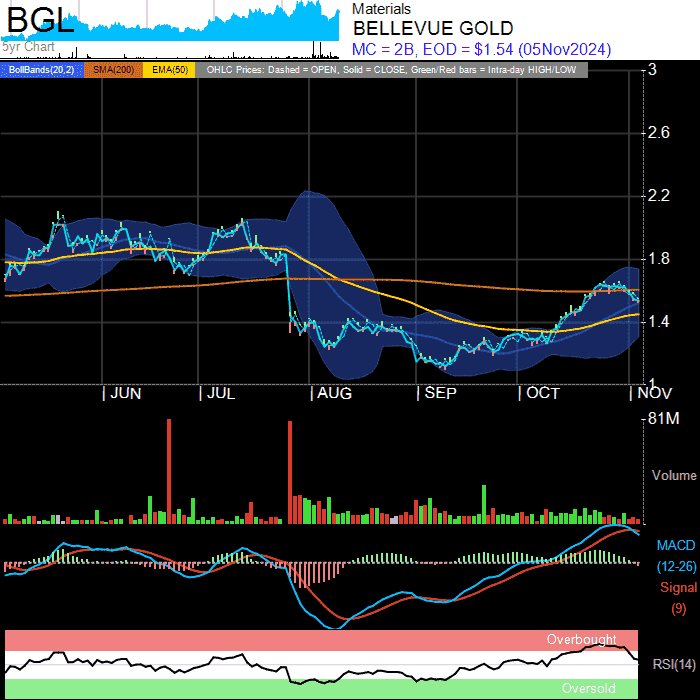 BGL
Materials
BELLEVUE GOLD
5yr Chart
MC = 2B, EOD = $1.54 (05Nov2024)
BollBands(20,2) SMA(200) EMA(50) OHLC Prices: Dashed = OPEN, Solid = CLOSE, Green/Red bars = Intra-day HIGH/LOW
3
2.6
2.2
1.8
1.4
1
JUN JUL AUG SEP OCT NOV
81M
Volume
MACD
(12-26)
Signal
(9)
Overbought
RSI(14)
Oversold